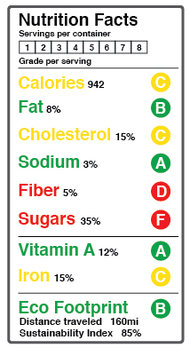 Nutrition Facts
Servings per container
1 2 3 4 5 6 7 8
Grade per serving
Calories 942 C
Fat 8% B
Cholesterol 15% C
Sodium 3% A
Fiber 5% D
Sugars 35% F
Vitamin A 12% A
Iron 15% C
Eco Footprint B
Distance traveled 160mi
Sustainability Index 85%